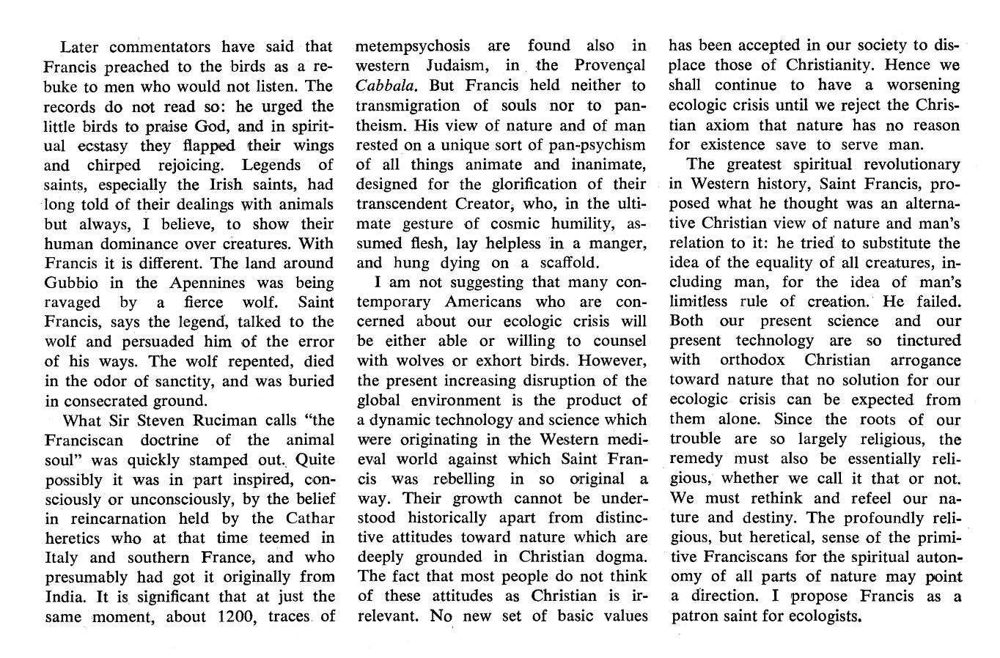 Later commentators have said that
Francis preached to the birds as a re-
buke to men who would not listen. The
records do not read so: he urged the
little birds to praise God, and in spirit-
ual ecstasy they flapped their wings
and chirped rejoicing. Legends of
saints, especially the Irish saints, had
long told of their dealings with animals
but always, I believe, to show their
human dominance over creatures. With
Francis it is different. The land around
Gubbio in the Apennines was being
ravaged by a fierce wolf. Saint
Francis, says the legend, talked to the
wolf and persuaded him of the error
of his ways. The wolf repented, died
in the odor of sanctity, and was buried
in consecrated ground.
What Sir Steven Ruciman calls “the
Franciscan doctrine of the animal
soul” was quickly stamped out. Quite
possibly it was in part inspired, con-
sciously or unconsciously, by the belief
in reincarnation held by the Cathar
heretics who at that time teemed in
Italy and southern France, and who
presumably had got it originally from
India. It is significant that at just the
same moment, about 1200, traces of
metempsychosis are found also in
western Judaism, in the Provençal
Cabbala. But Francis held neither to
transmigration of souls nor to pan-
theism. His view of nature and of man
rested on a unique sort of pan-psychism
of all things animate and inanimate,
designed for the glorification of their
transcendent Creator, who, in the ulti-
mate gesture of cosmic humility, as-
sumed flesh, lay helpless in a manger,
and hung dying on a scaffold.
I am not suggesting that many con-
temporary Americans who are con-
cerned about our ecologic crisis will
be either able or willing to counsel
with wolves or exhort birds. However,
the present increasing disruption of the
global environment is the product of
a dynamic technology and science which
were originating in the Western medi-
eval world against which Saint Fran-
cis was rebelling in so original a
way. Their growth cannot be under-
stood historically apart from distinc-
tive attitudes toward nature which are
deeply grounded in Christian dogma.
The fact that most people do not think
of these attitudes as Christian is ir-
relevant. No new set of basic values
has been accepted in our society to dis-
place those of Christianity. Hence we
shall continue to have a worsening
ecologic crisis until we reject the Chris-
tian axiom that nature has no reason
for existence save to serve man.
The greatest spiritual revolutionary
in Western history, Saint Francis, pro-
posed what he thought was an alterna-
tive Christian view of nature and man’s
relation to it: he tried to substitute the
idea of the equality of all creatures, in-
cluding man, for the idea of man’s
limitless rule of creation. He failed.
Both our present science and our
present technology are so tinctured
with orthodox Christian arrogance
toward nature that no solution for our
ecologic crisis can be expected from
them alone. Since the roots of our
trouble are so largely religious, the
remedy must also be essentially reli-
gious, whether we call it that or not.
We must rethink and refeel our na-
ture and destiny. The profoundly reli-
gious, but heretical, sense of the primi-
tive Franciscans for the spiritual auton-
omy of all parts of nature may point
a direction. I propose Francis as a
patron saint for ecologists.